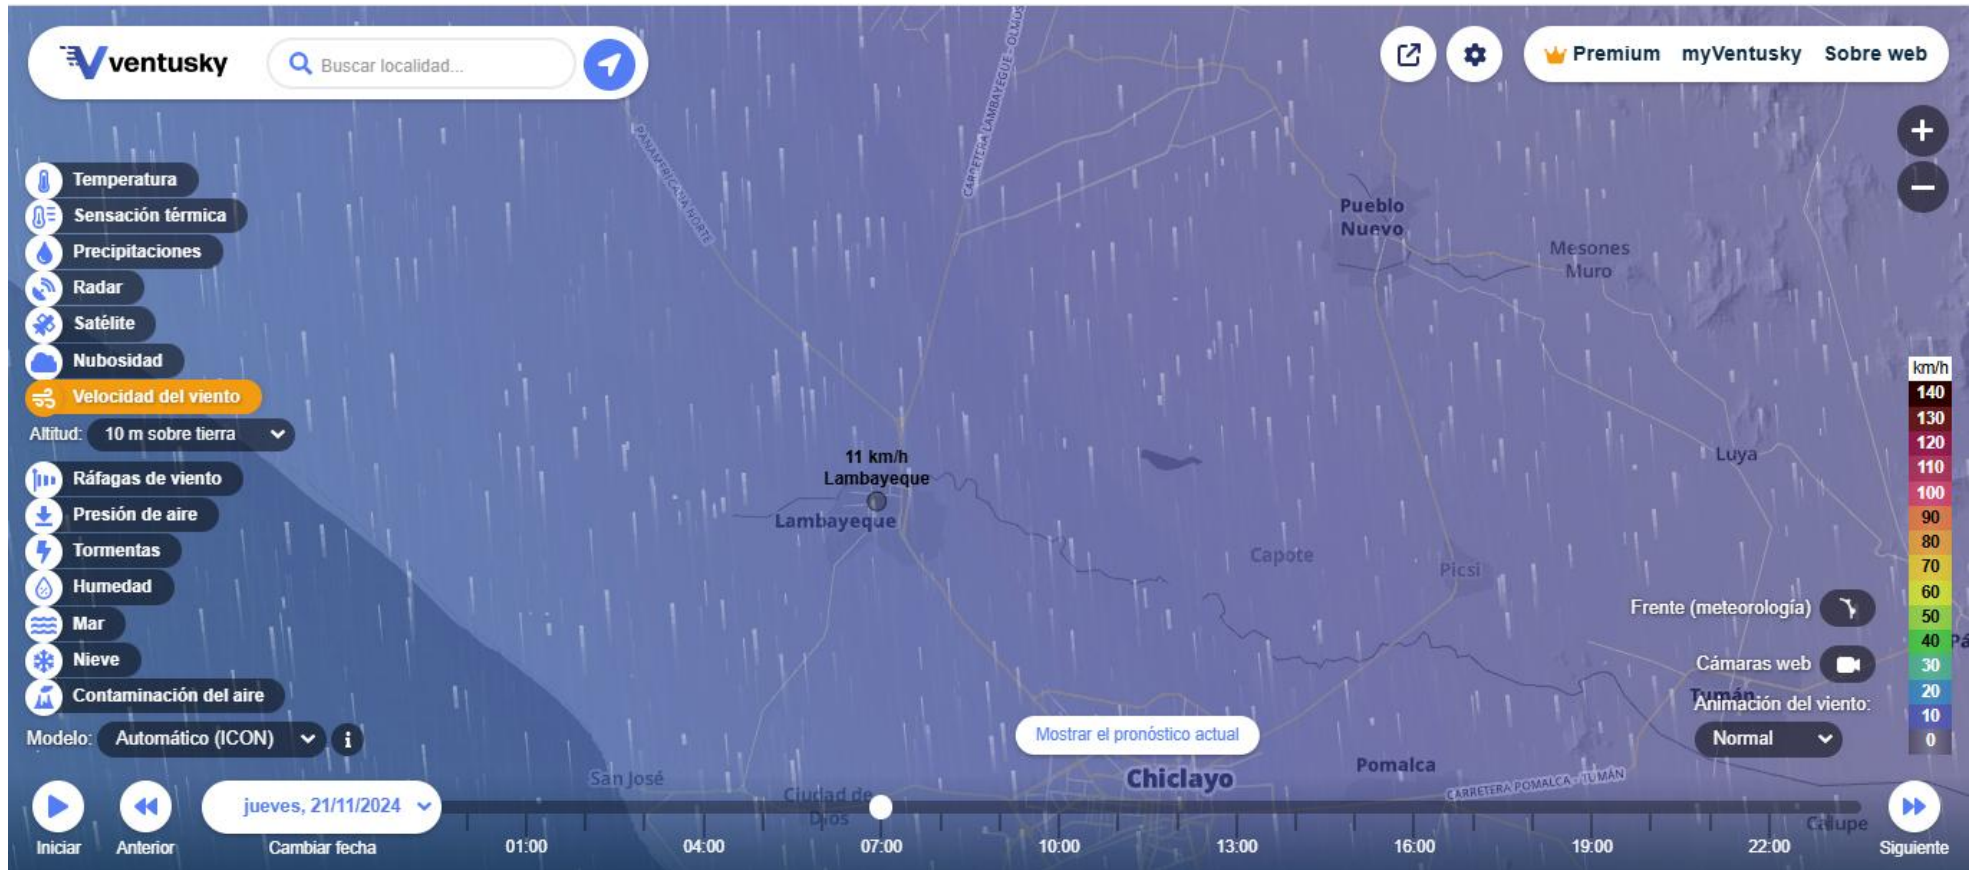 ventusky
Buscar localidad...
Premium
myVentusky
Sobre web
Temperatura
Sensación térmica
Precipitaciones
Radar
Satélite
Nubosidad
Velocidad del viento
Altitud: 10 m sobre tierra
Ráfagas de viento
Presión de aire
Tormentas
Humedad
Mar
Nieve
Contaminación del aire
Modelo: Automático (ICON)
i
PANAMERICANA NORTE
CARRETERA LAMBAYEQUE - OLMOS
Pueblo
Nuevo
Mesones
Muro
Luya
11 km/h
Lambayeque
Lambayeque
Capote
Picsi
km/h
140
130
120
110
100
90
80
70
60
50
40
30
20
10
0
Pá
Frente (meteorología)
Cámaras web
Tumán
Animación del viento:
Normal
Mostrar el pronóstico actual
San José
Ciudad de
Dios
Chiclayo
Pomalca
CARRETERA POMALCA - TUMÁN
Calupe
Iniciar
Anterior
jueves, 21/11/2024
Cambiar fecha
01:00
04:00
07:00
10:00
13:00
16:00
19:00
22:00
Siguiente